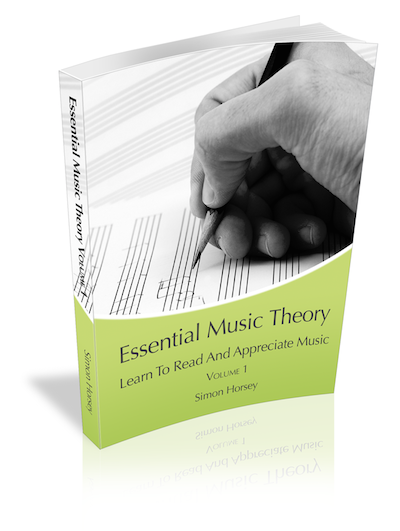 Essential Music Theory Volume 1
Simon Horsey
Essential Music Theory
Learn To Read And Appreciate Music
Volume 1
Simon Horsey